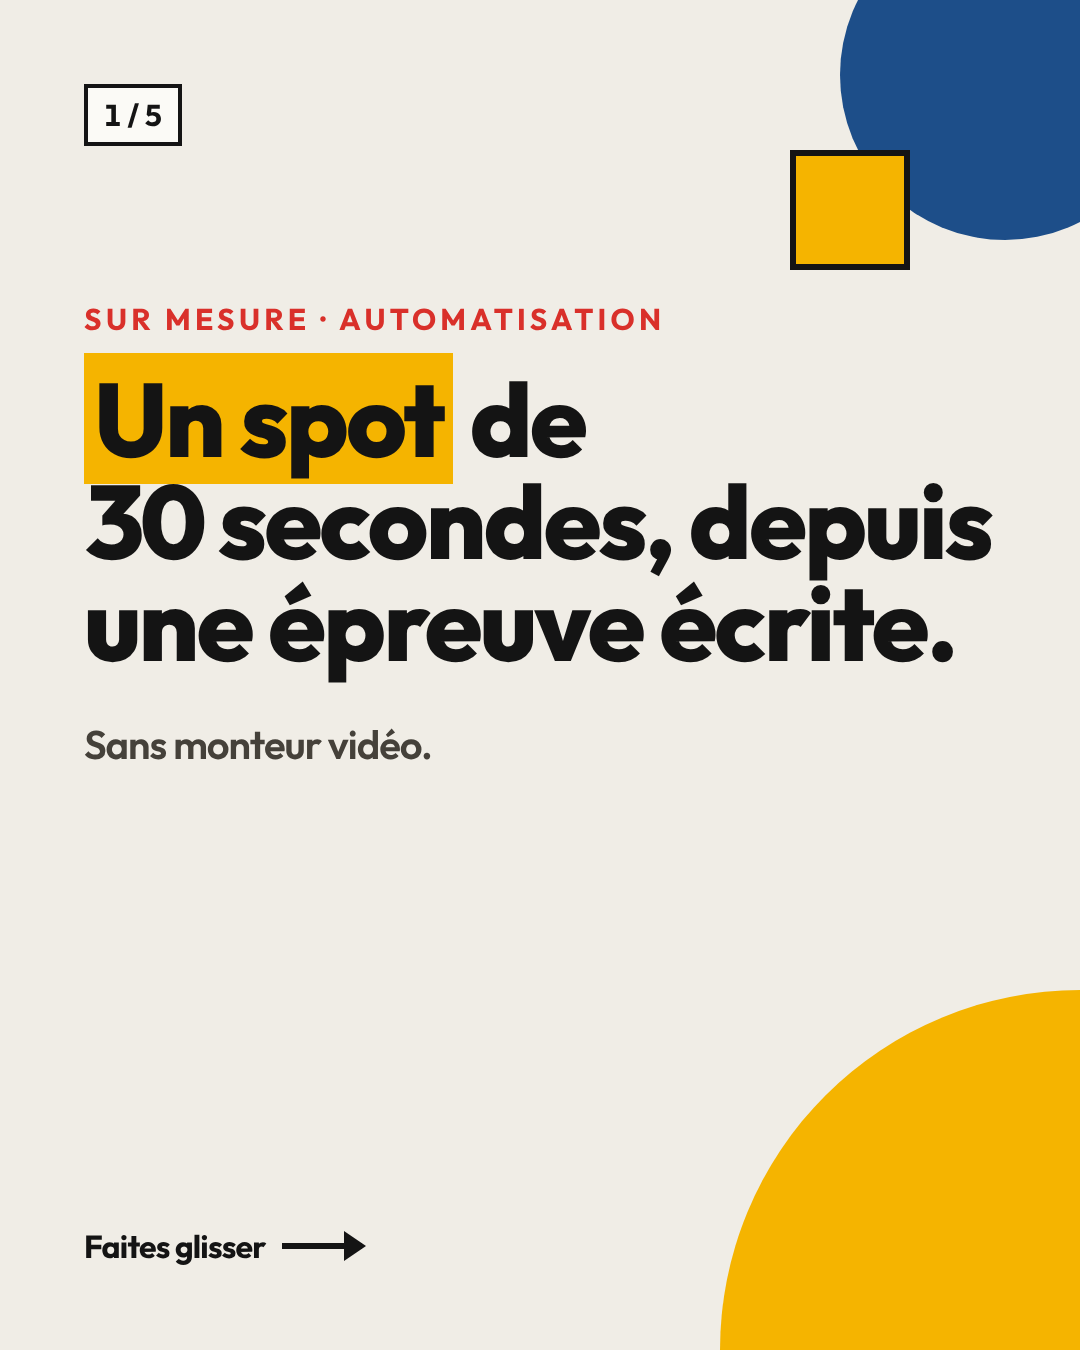 1 / 5
SUR MESURE · AUTOMATISATION
Un spot de
30 secondes, depuis
une épreuve écrite.
Sans monteur vidéo.
Faites glisser